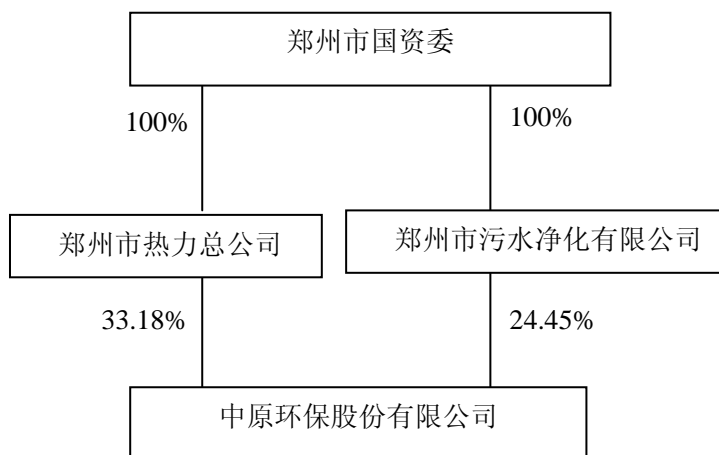 郑州市国资委
100%
100%
郑州市热力总公司
郑州市污水净化有限公司
33.18%
24.45%
中原环保股份有限公司